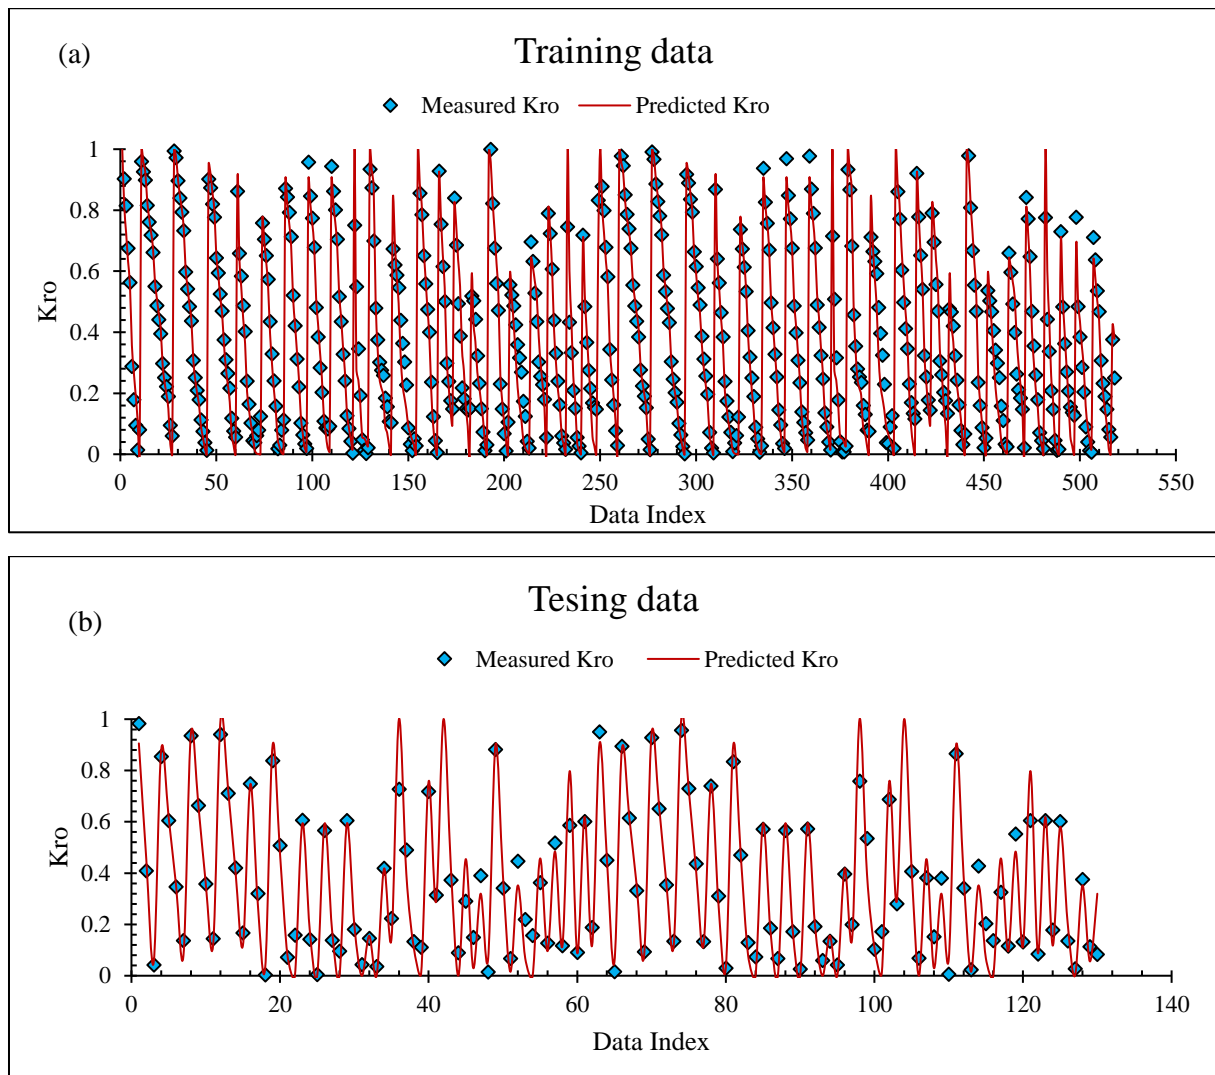 (a)
Training data
Measured Kro
Predicted Kro
1
0.8
0.6
0.4
0.2
0
Kro
0 50 100 150 200 250 300 350 400 450 500 550
Data Index
(b)
Tesing data
Measured Kro
Predicted Kro
1
0.8
0.6
0.4
0.2
0
Kro
0 20 40 60 80 100 120 140
Data Index